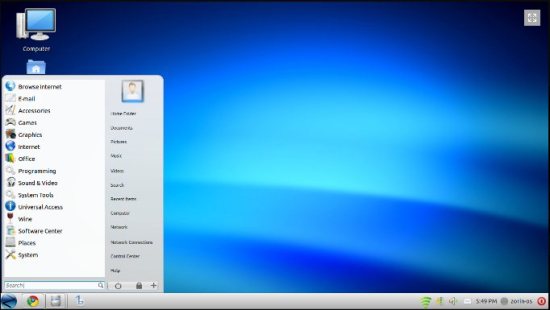 Computer
Browse Internet
E-mail
Accessories
Games
Graphics
Internet
Office
Programming
Sound & Video
System Tools
Universal Access
Wine
Software Center
Places
System
Search
Home Folder
Documents
Pictures
Music
Videos
Search
Recent Items
Computer
Network
Network Connections
Control Center
Help
5:49 PM
zorin-os